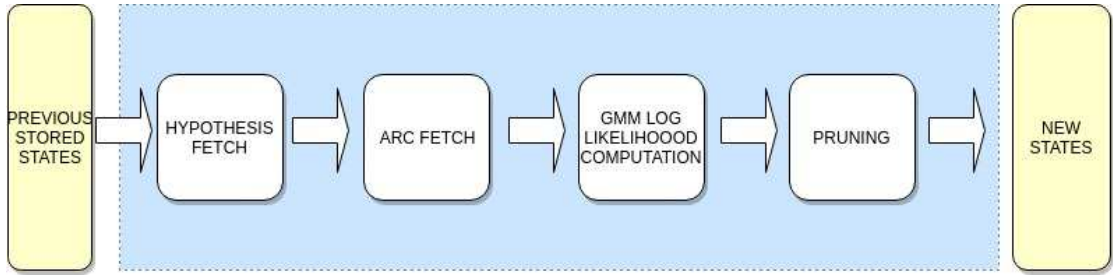 PREVIOUS
STORED
STATES
HYPOTHESIS
FETCH
ARC FETCH
GMM LOG
LIKELIHOOOD
COMPUTATION
PRUNING
NEW
STATES